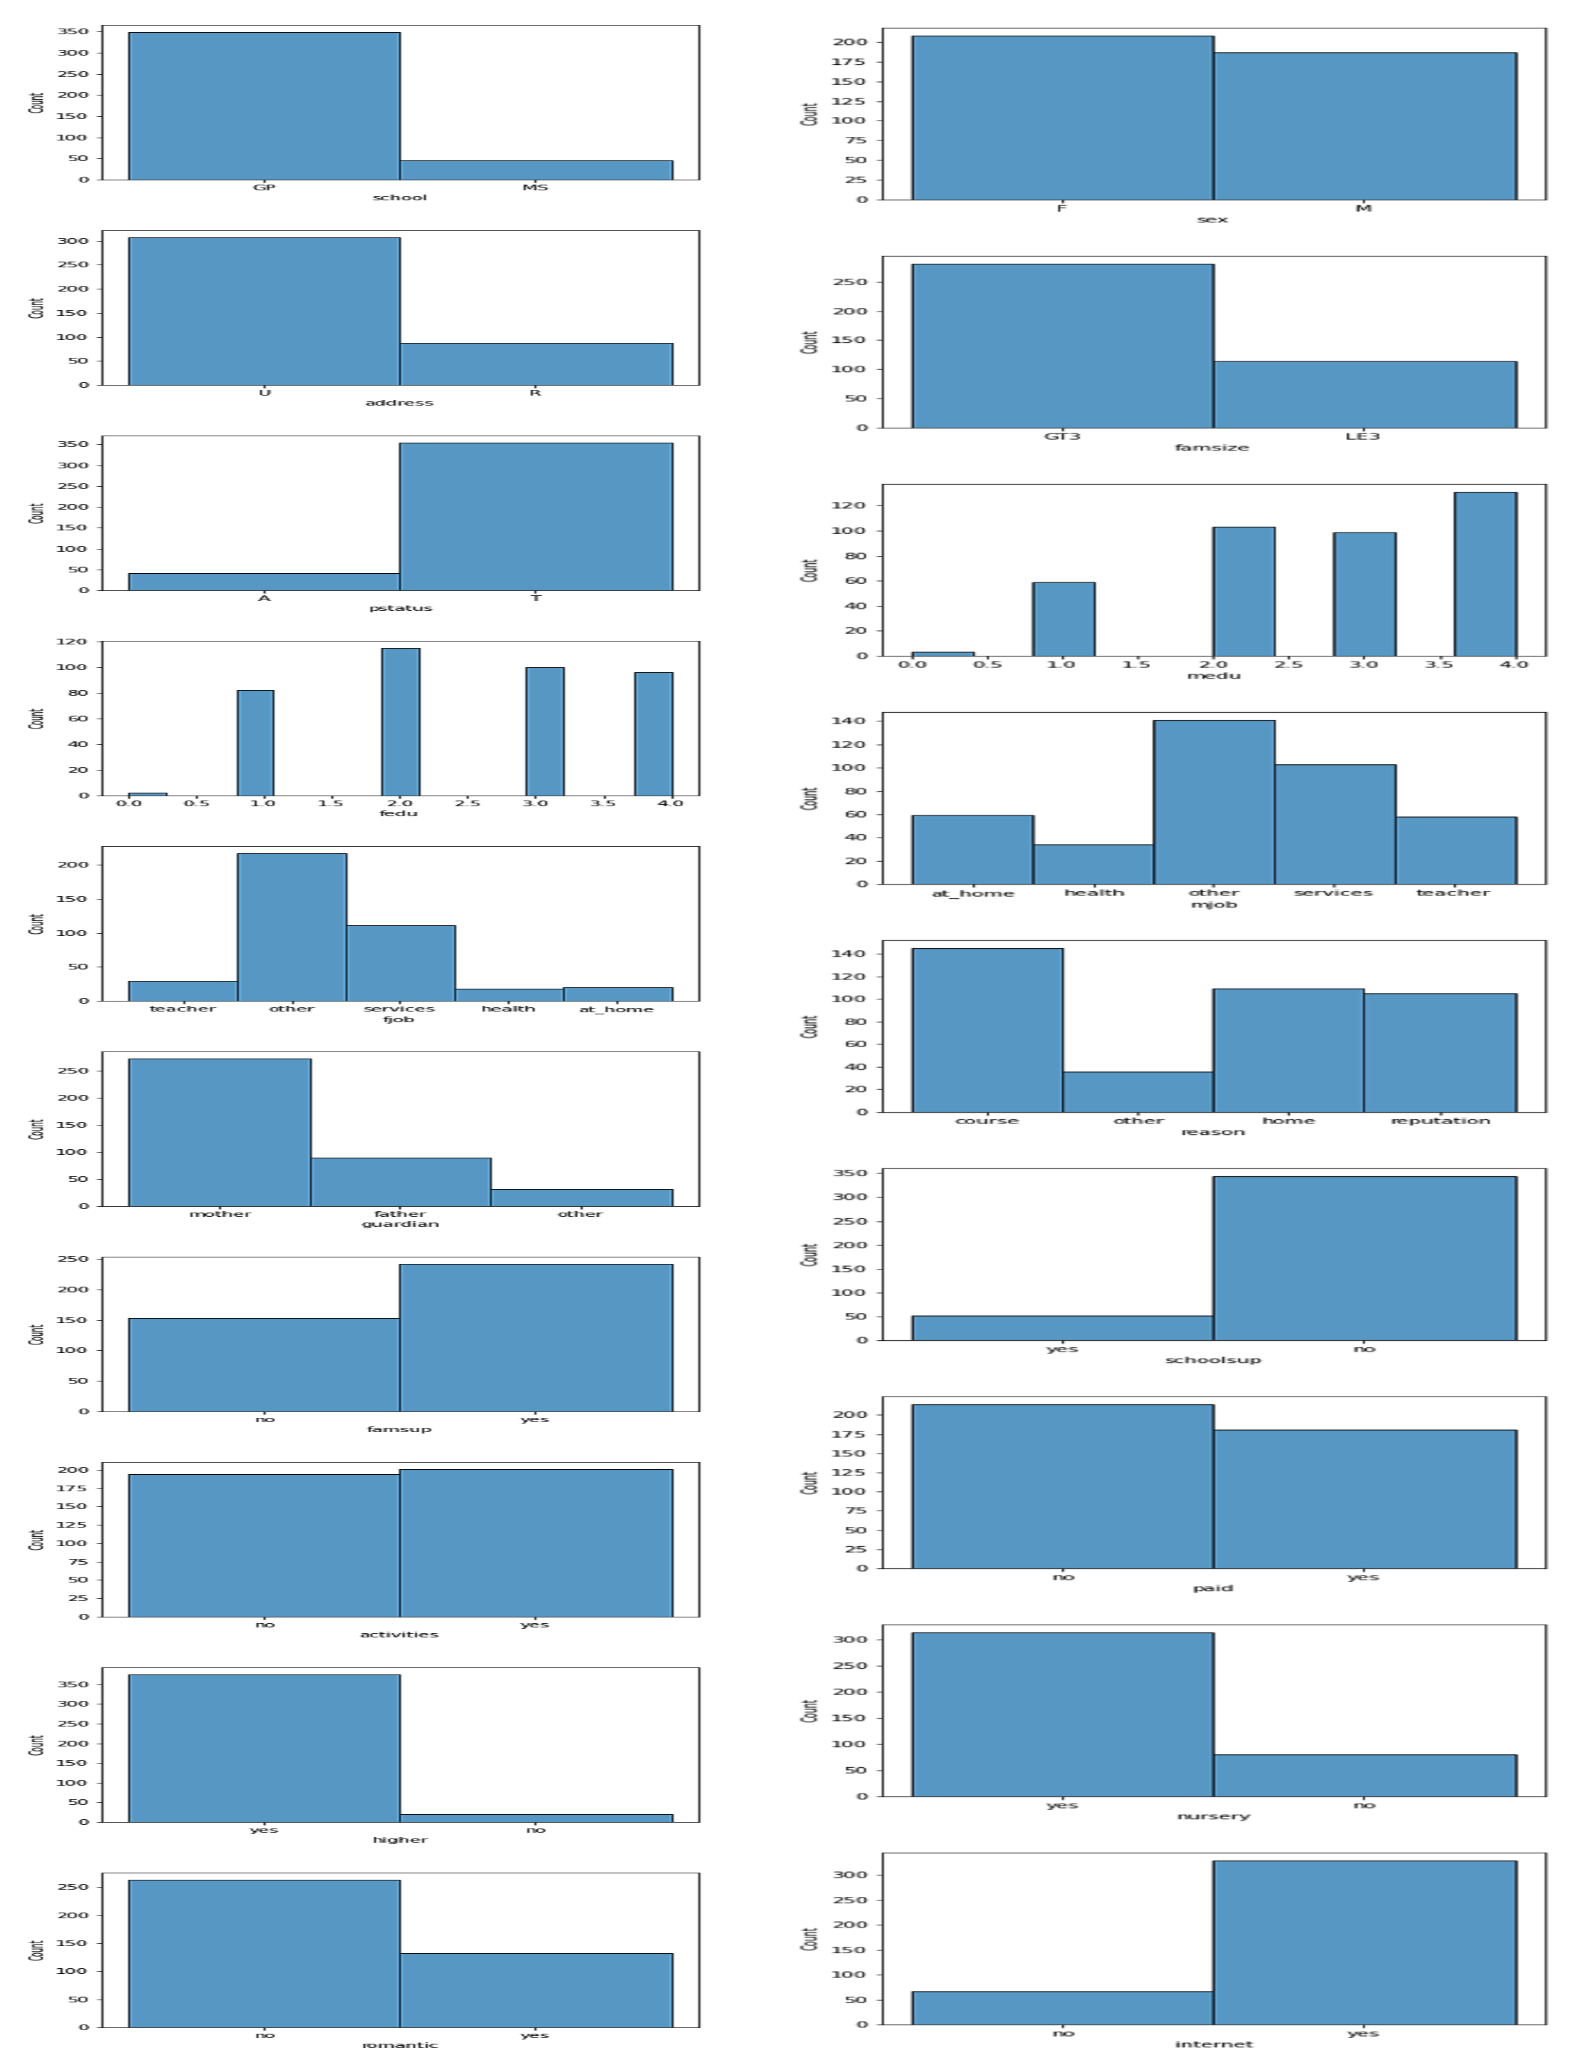 350
300
250
200
150
100
50
0
Count
GP MS
school
200
175
150
125
100
75
50
25
0
Count
F M
sex
300
250
200
150
100
50
0
Count
U R
address
250
200
150
100
50
0
Count
GT3 LE3
famsize
350
300
250
200
150
100
50
0
Count
A T
pstatus
120
100
80
60
40
20
0
Count
0.0 0.5 1.0 1.5 2.0 2.5 3.0 3.5 4.0
medu
120
100
80
60
40
20
0
Count
0.0 0.5 1.0 1.5 2.0 2.5 3.0 3.5 4.0
fedu
140
120
100
80
60
40
20
0
Count
at_home health other services teacher
mjob
200
150
100
50
0
Count
teacher other services health at_home
fjob
140
120
100
80
60
40
20
0
Count
course other home reputation
reason
250
200
150
100
50
0
Count
mother father other
guardian
350
300
250
200
150
100
50
0
Count
yes no
schoolsup
250
200
150
100
50
0
Count
no yes
famsup
200
175
150
125
100
75
50
25
0
Count
no yes
paid
200
175
150
125
100
75
50
25
0
Count
no yes
activities
300
250
200
150
100
50
0
Count
yes no
nursery
350
300
250
200
150
100
50
0
Count
yes no
higher
300
250
200
150
100
50
0
Count
no yes
internet
250
200
150
100
50
0
Count
no yes
romantic